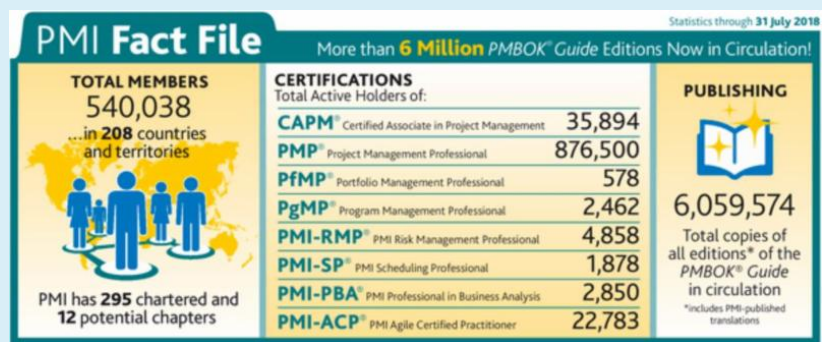 Statistics through 31 July 2018
PMI Fact File
More than 6 Million PMBOK® Guide Editions Now in Circulation!
TOTAL MEMBERS
540,038
...in 208 countries
and territories
PMI has 295 chartered and
12 potential chapters
CERTIFICATIONS
Total Active Holders of:
CAPM® Certified Associate in Project Management 35,894
PMP® Project Management Professional 876,500
PfMP® Portfolio Management Professional 578
PgMP® Program Management Professional 2,462
PMI-RMP® PMI Risk Management Professional 4,858
PMI-SP® PMI Scheduling Professional 1,878
PMI-PBA® PMI Professional in Business Analysis 2,850
PMI-ACP® PMI Agile Certified Practitioner 22,783
PUBLISHING
6,059,574
Total copies of
all editions* of the
PMBOK® Guide
in circulation
*includes PMI-published
translations